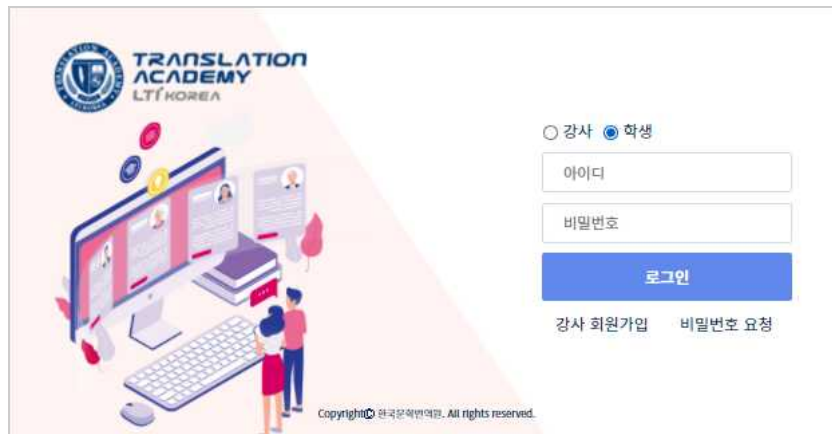 TRANSLATION
ACADEMY
LTI KOREA
강사 학생
아이디
비밀번호
로그인
강사 회원가입 비밀번호 요청
Copyright© 한국문학번역원. All rights reserved.